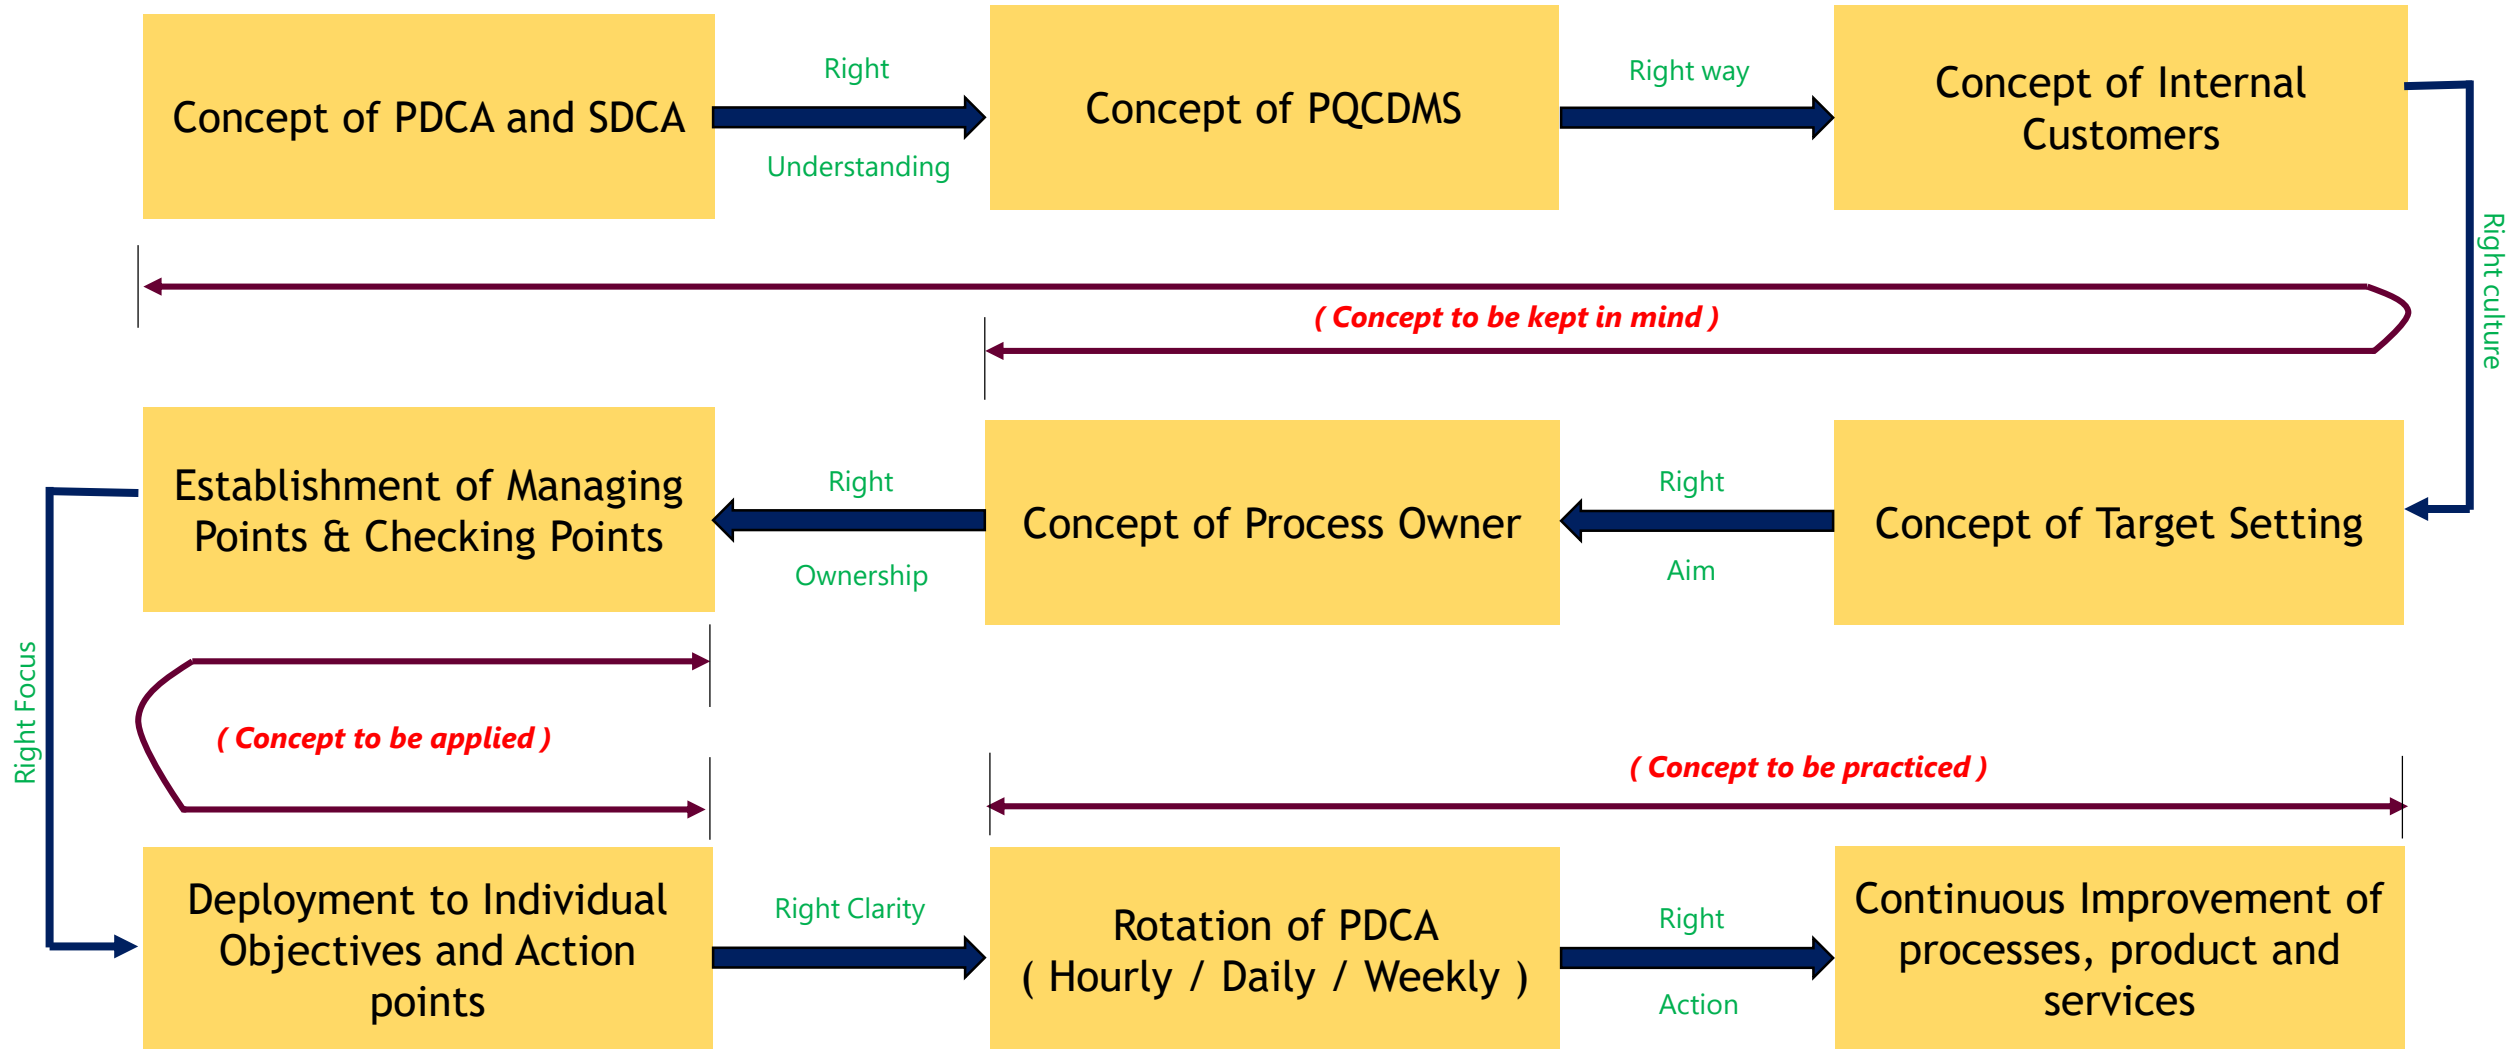 Concept of PDCA and SDCA
Right
Understanding
Concept of PQCDMS
Right way
Concept of Internal
Customers
Right culture
( Concept to be kept in mind )
Concept of Target Setting
Right
Aim
Concept of Process Owner
Right
Ownership
Establishment of Managing
Points & Checking Points
Right Focus
( Concept to be applied )
( Concept to be practiced )
Deployment to Individual
Objectives and Action
points
Right Clarity
Rotation of PDCA
( Hourly / Daily / Weekly )
Right
Action
Continuous Improvement of
processes, product and
services